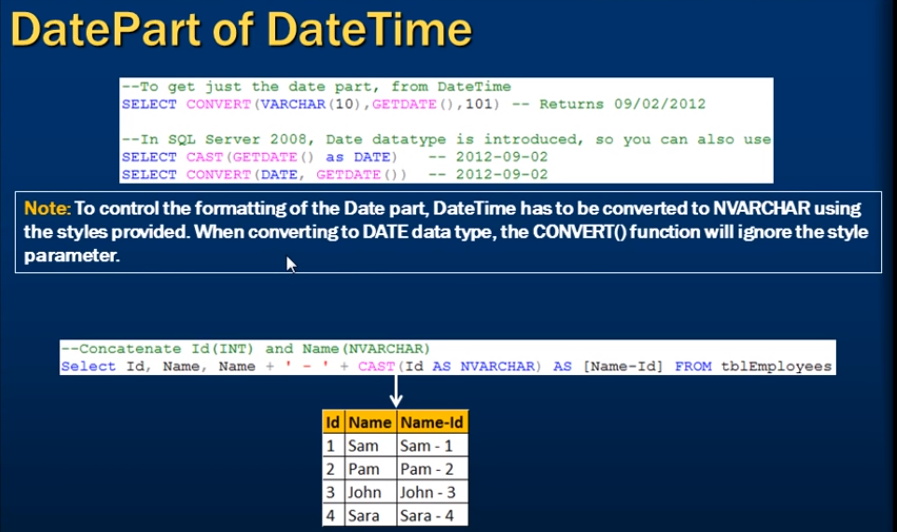 DatePart of DateTime
--To get just the date part, from DateTime
SELECT CONVERT(VARCHAR(10),GETDATE(),101) -- Returns 09/02/2012
--In SQL Server 2008, Date datatype is introduced, so you can also use
SELECT CAST(GETDATE() as DATE) -- 2012-09-02
SELECT CONVERT(DATE, GETDATE()) -- 2012-09-02
Note: To control the formatting of the Date part, DateTime has to be converted to NVARCHAR using
the styles provided. When converting to DATE data type, the CONVERT() function will ignore the style
parameter.
--Concatenate Id(INT) and Name(NVARCHAR)
Select Id, Name, Name + ' - ' + CAST(Id AS NVARCHAR) AS [Name-Id] FROM tblEmployees
Id Name Name-Id
1 Sam Sam - 1
2 Pam Pam - 2
3 John John - 3
4 Sara Sara - 4